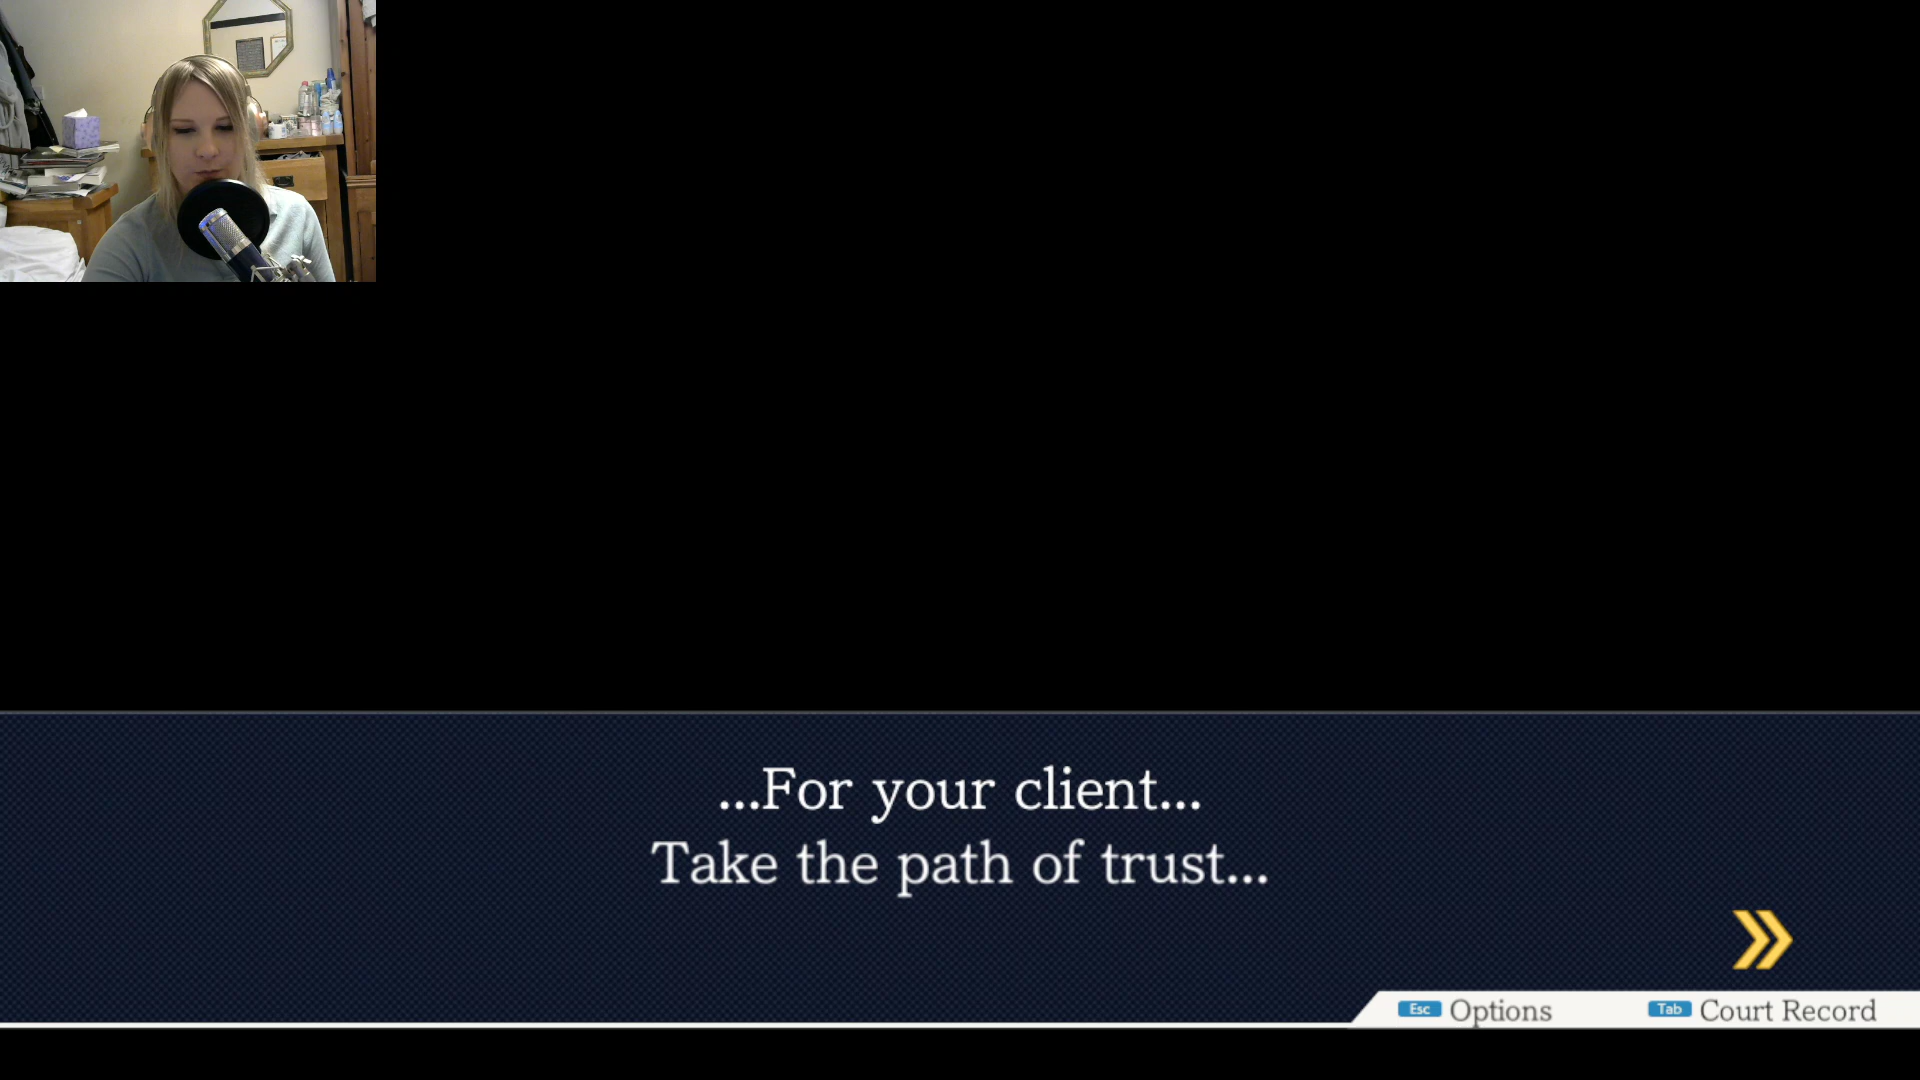 ...For your client...
Take the path of trust...
Esc Options
Tab Court Record